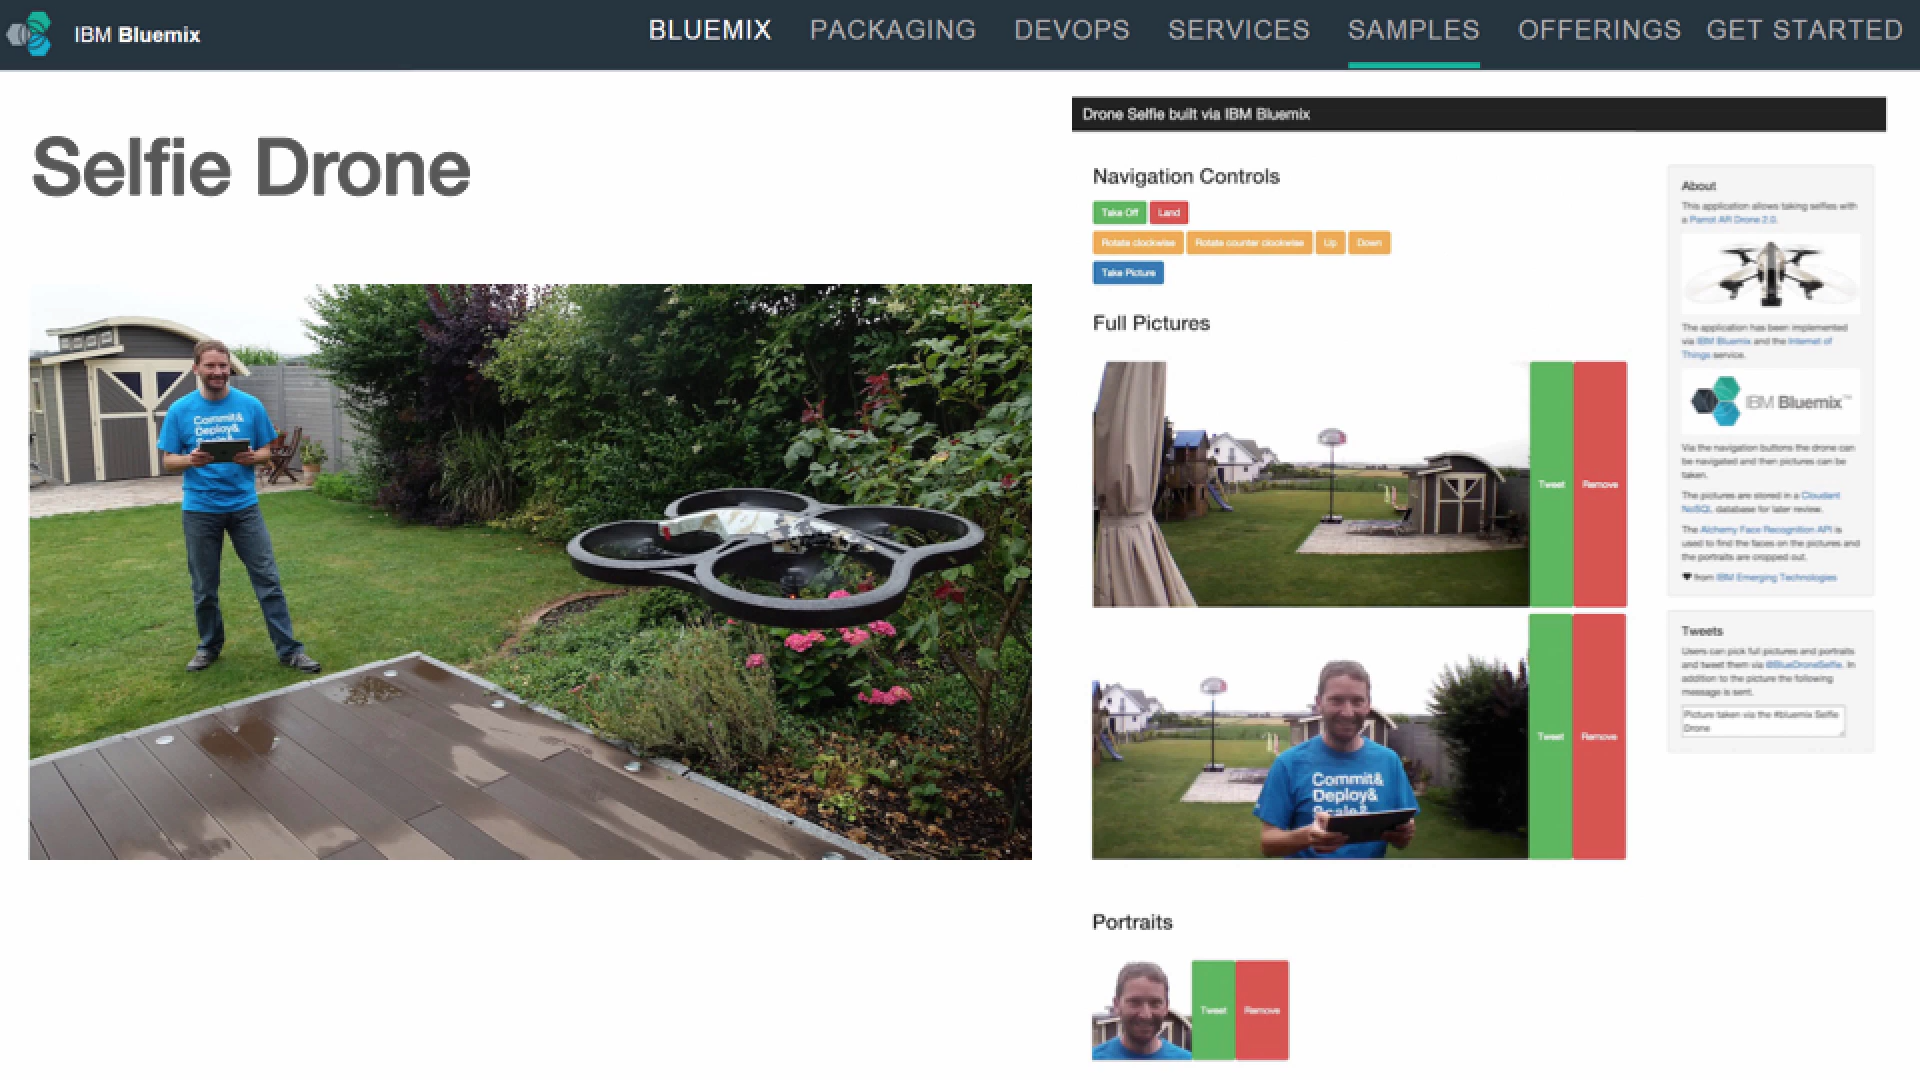 IBM Bluemix
BLUEMIX PACKAGING DEVOPS SERVICES SAMPLES OFFERINGS GET STARTED
Selfie Drone
Commit&
Deploy&
Scale&
Drone Selfie built via IBM Bluemix
Navigation Controls
Take Off Land
Rotate clockwise Rotate counter clockwise Up Down
Take Picture
Full Pictures
Tweet Remove
Commit&
Deploy&
Scale&
Tweet Remove
Portraits
Tweet Remove
About
This application allows taking selfies with
a Parrot AR Drone 2.0.
The application has been implemented
via IBM Bluemix and the Internet of
Things service.
IBM Bluemix™
Via the navigation buttons the drone can
be navigated and then pictures can be
taken.
The pictures are stored in a Cloudant
NoSQL database for later review.
The Alchemy Face Recognition API is
used to find the faces on the pictures and
the portraits are cropped out.
from IBM Emerging Technologies
Tweets
Users can pick full pictures and portraits
and tweet them via @BlueDroneSelfie. In
addition to the picture the following
message is sent.
Picture taken via the #bluemix Selfie
Drone